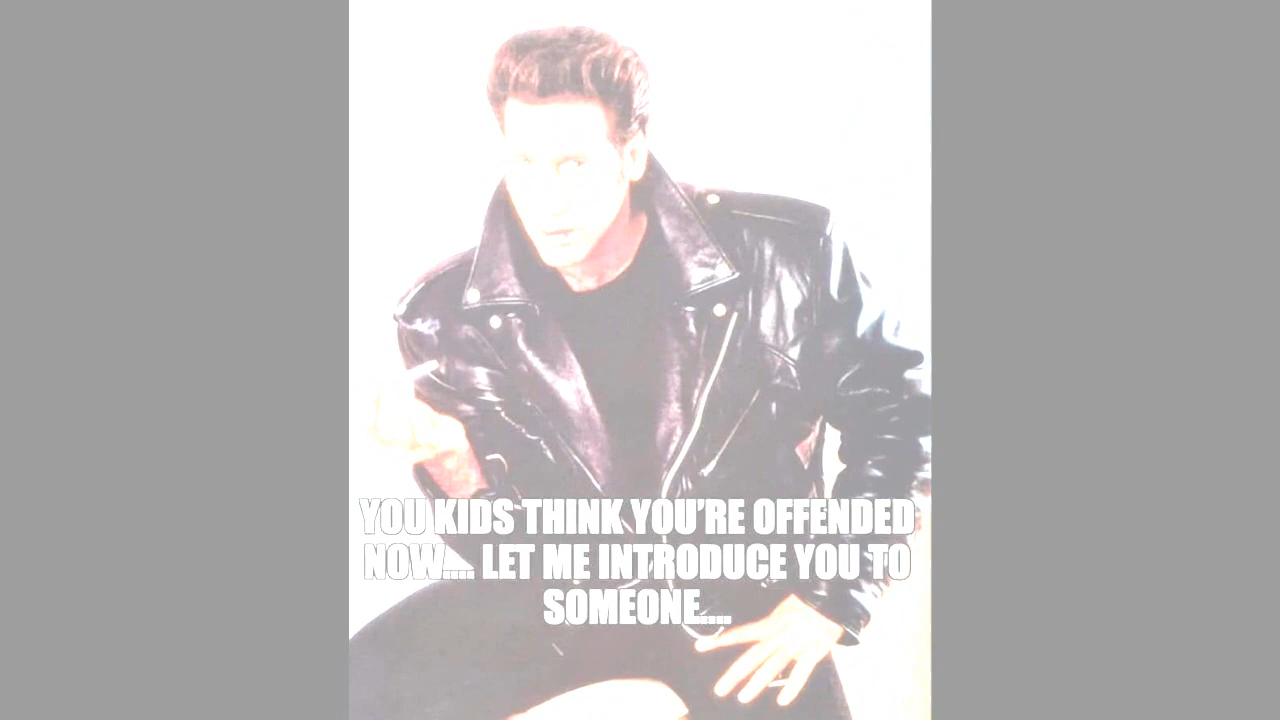 YOU KIDS THINK YOU'RE OFFENDED
NOW.... LET ME INTRODUCE YOU TO
SOMEONE....